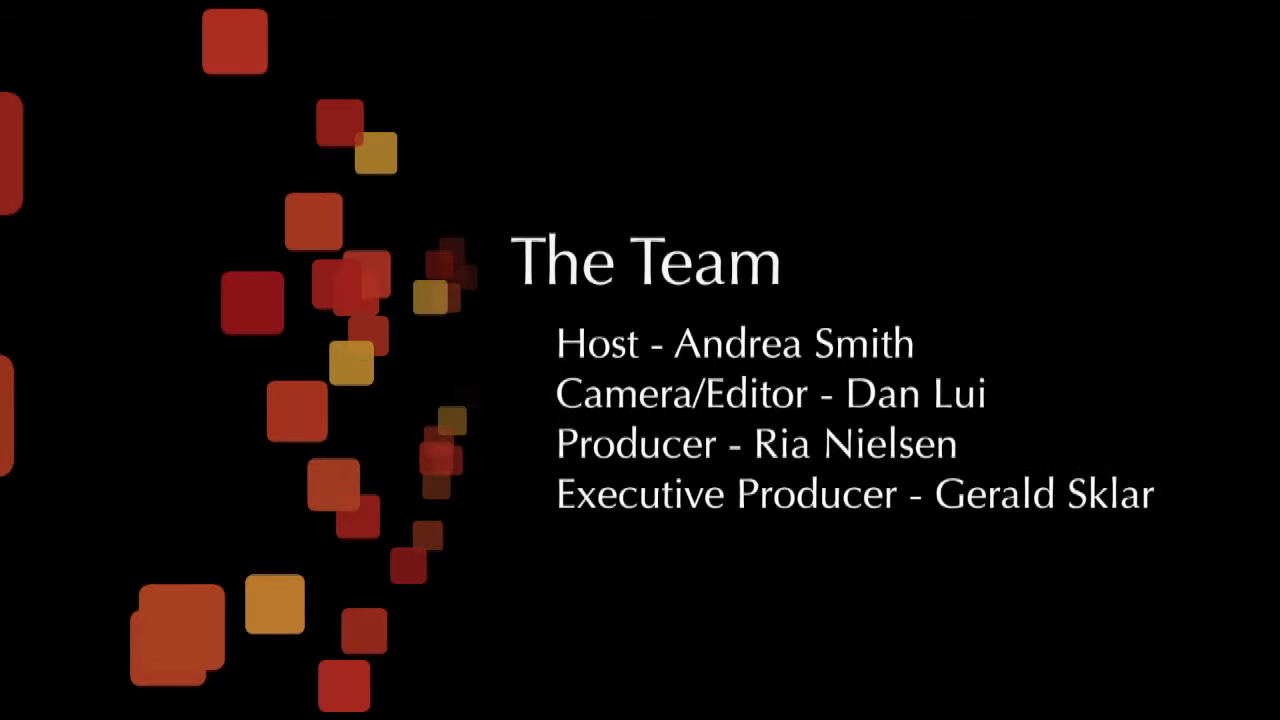 The Team
Host - Andrea Smith
Camera/Editor - Dan Lui
Producer - Ria Nielsen
Executive Producer - Gerald Sklar